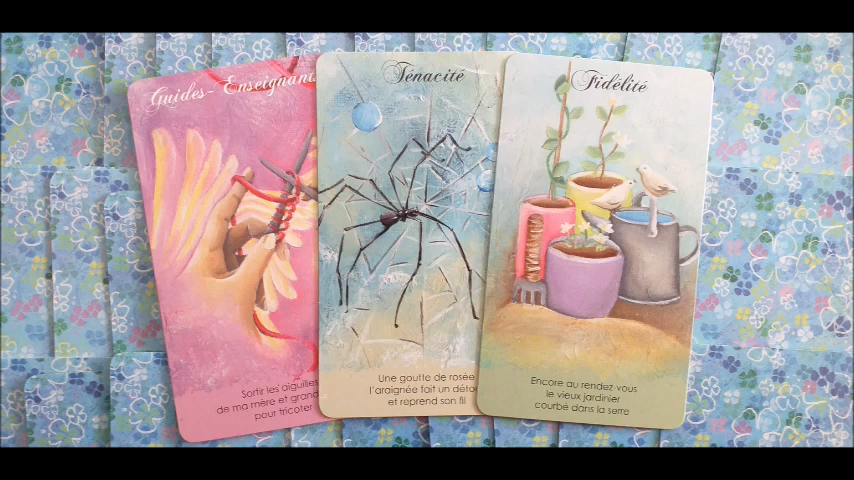 Guides- Enseignant
Sortir les aiguilles
de ma mère et grand
pour tricoter
Ténacité
Une goutte de rosée
l'araignée fait un déto
et reprend son fil
Fidélité
Encore au rendez vous
le vieux jardinier
courbé dans la serre